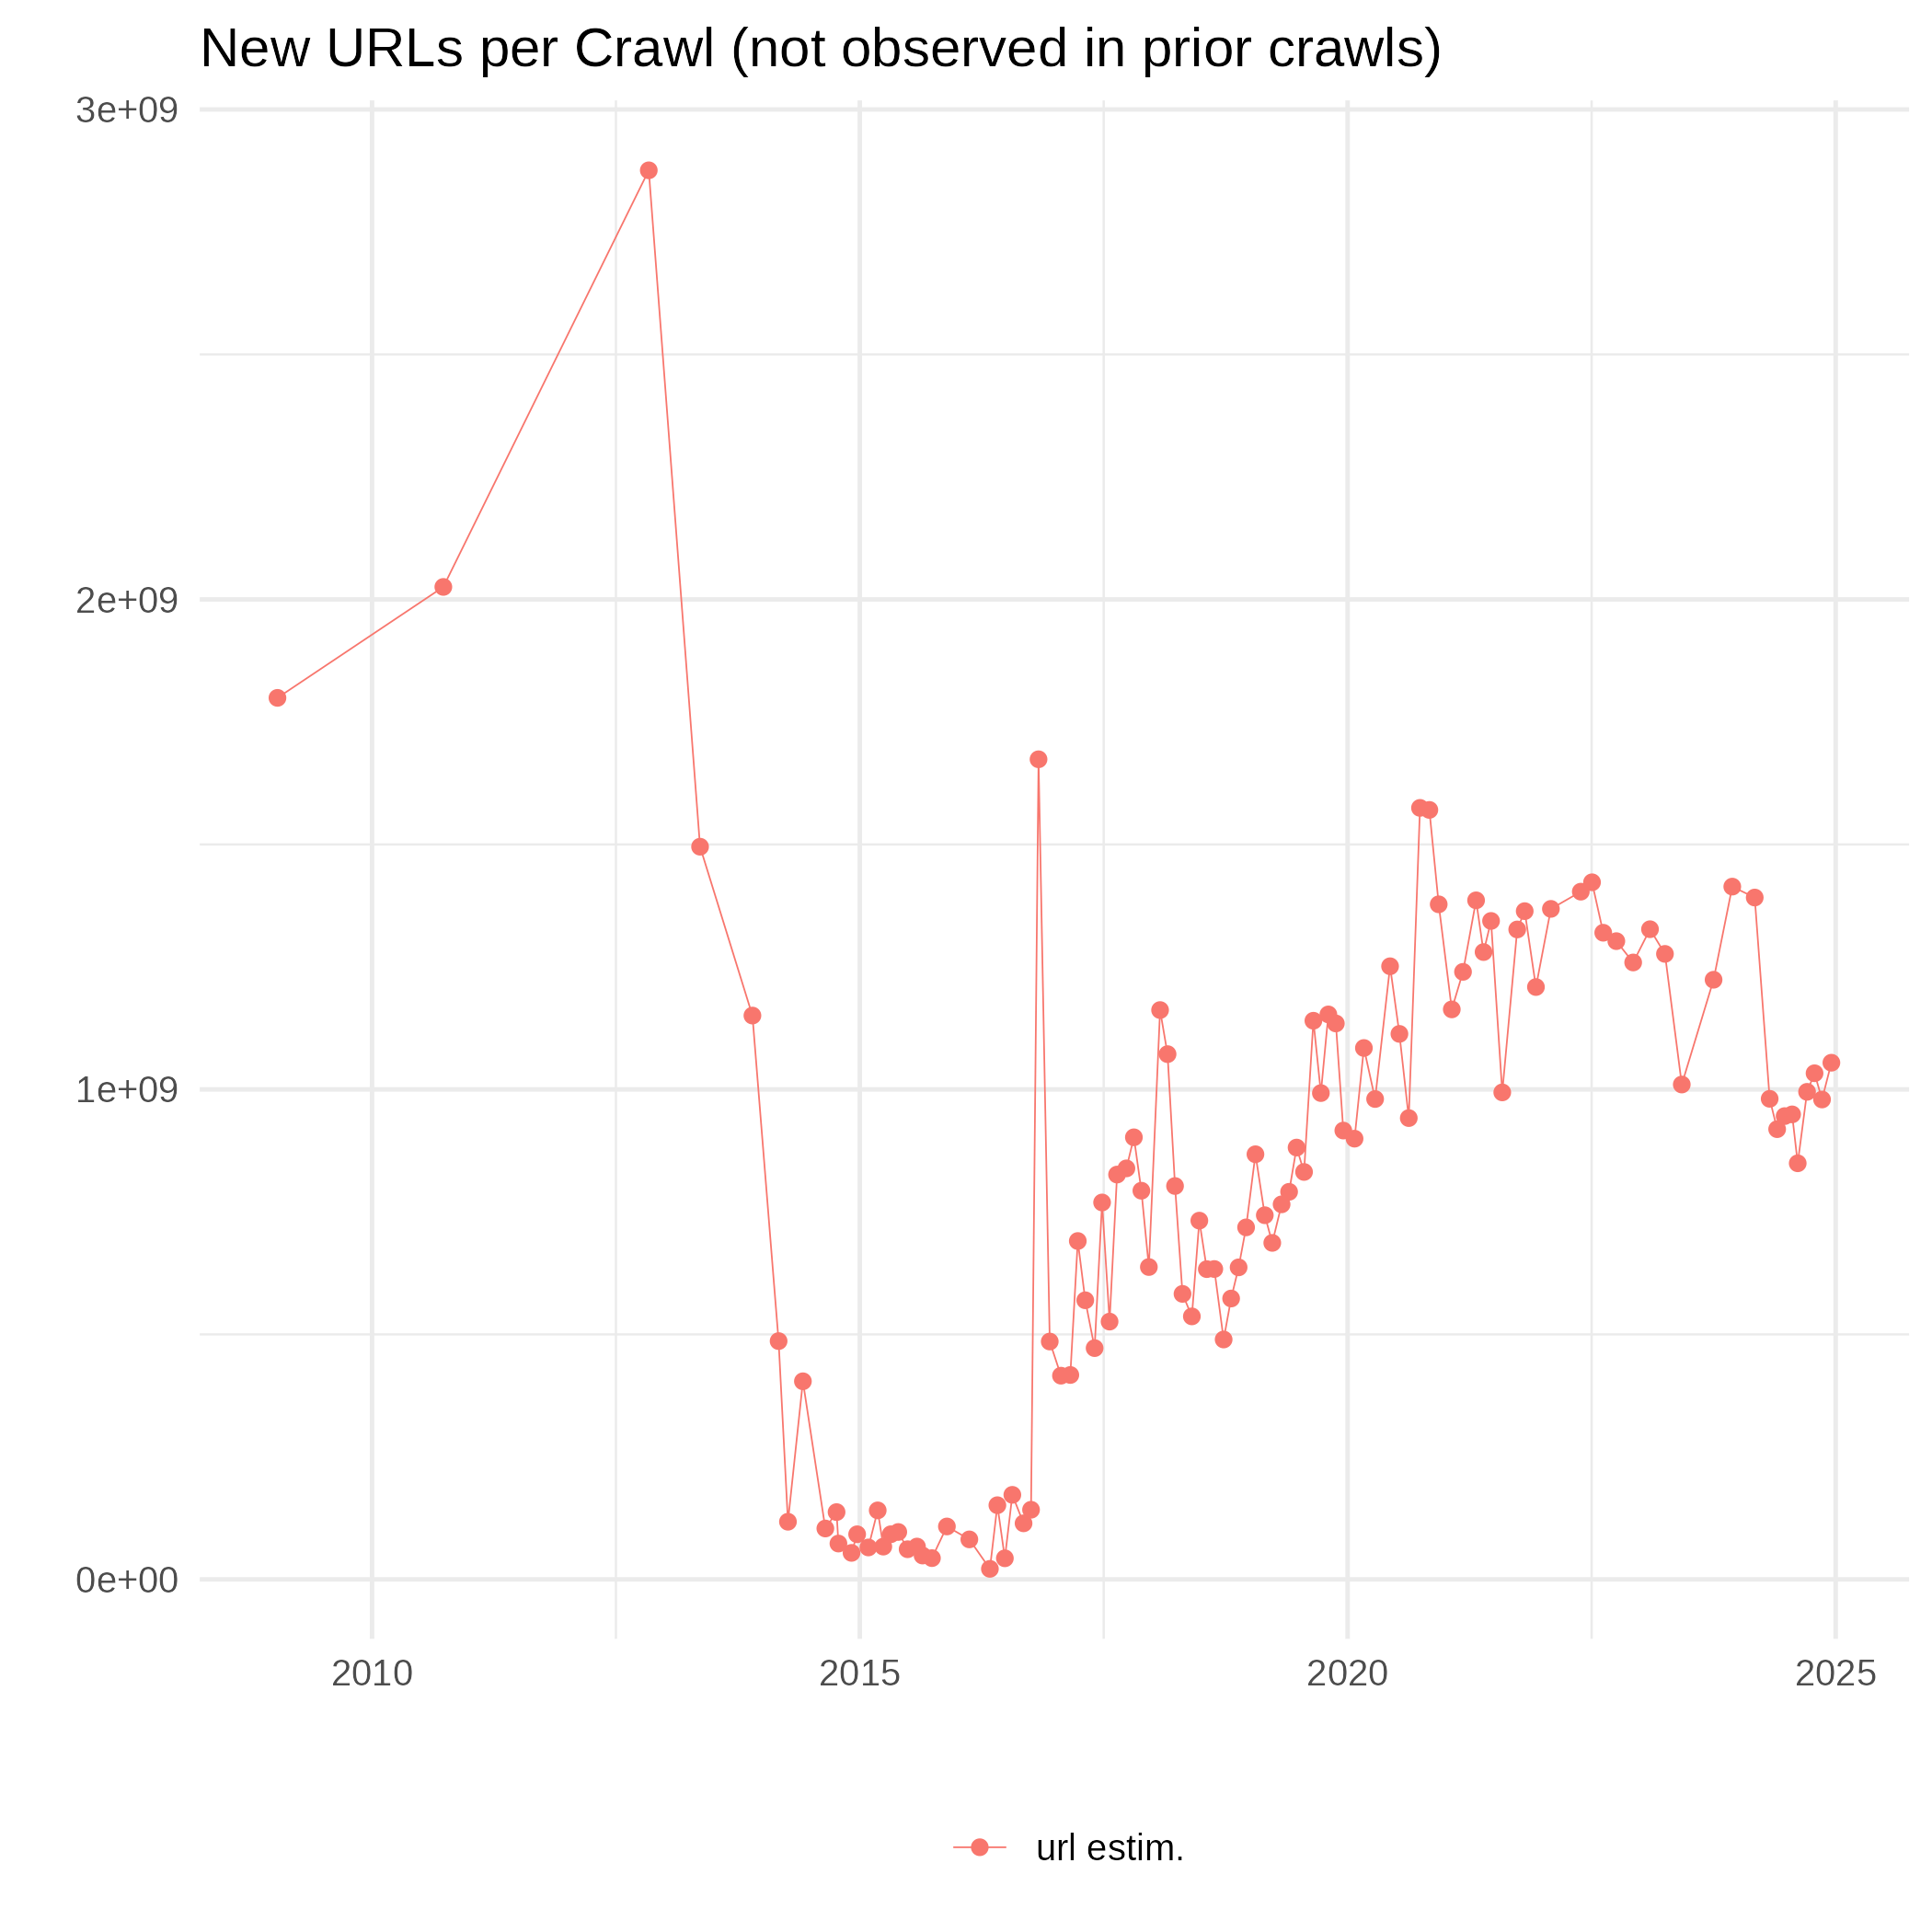 New URLs per Crawl (not observed in prior crawls)
3e+09
2e+09
1e+09
0e+00
2010 2015 2020 2025
url estim.